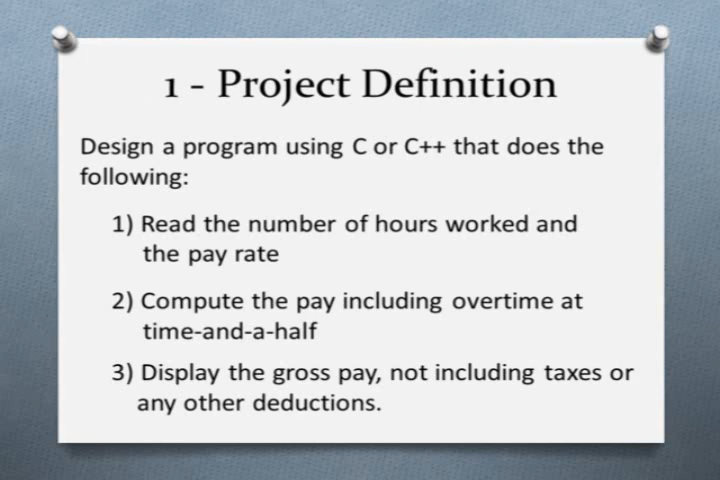 1 - Project Definition
Design a program using C or C++ that does the
following:
1) Read the number of hours worked and
the pay rate
2) Compute the pay including overtime at
time-and-a-half
3) Display the gross pay, not including taxes or
any other deductions.